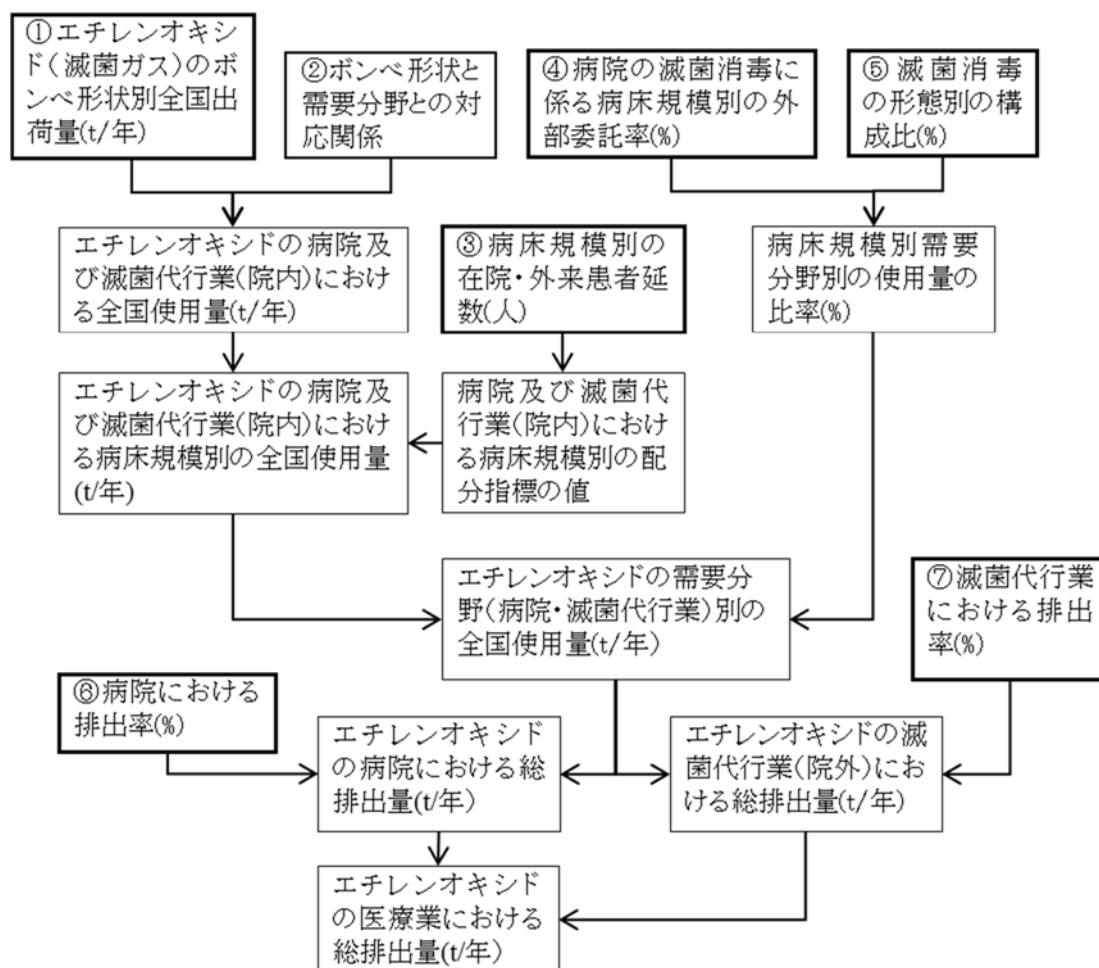 ①エチレンオキシ
ド(滅菌ガス)のボ
ンベ形状別全国出
荷量(t/年)
②ボンベ形状と
需要分野との対
応関係
④病院の滅菌消毒に
係る病床規模別の外
部委託率(%)
⑤滅菌消毒
の形態別の構
成比(%)
エチレンオキシドの病院及
び滅菌代行業(院内)におけ
る全国使用量(t/年)
③病床規模別の
在院・外来患者延
数(人)
病床規模別需要
分野別の使用量の
比率(%)
エチレンオキシドの病院及
び滅菌代行業(院内)におけ
る病床規模別の全国使用量
(t/年)
病院及び滅菌代
行業(院内)におけ
る病床規模別の配
分指標の値
エチレンオキシドの需要分
野(病院・滅菌代行業)別の
全国使用量(t/年)
⑦滅菌代行業
における排出
率(%)
⑥病院における
排出率(%)
エチレンオキシド
の病院における総
排出量(t/年)
エチレンオキシドの滅
菌代行業(院外)にお
ける総排出量(t/年)
エチレンオキシド
の医療業における
総排出量(t/年)